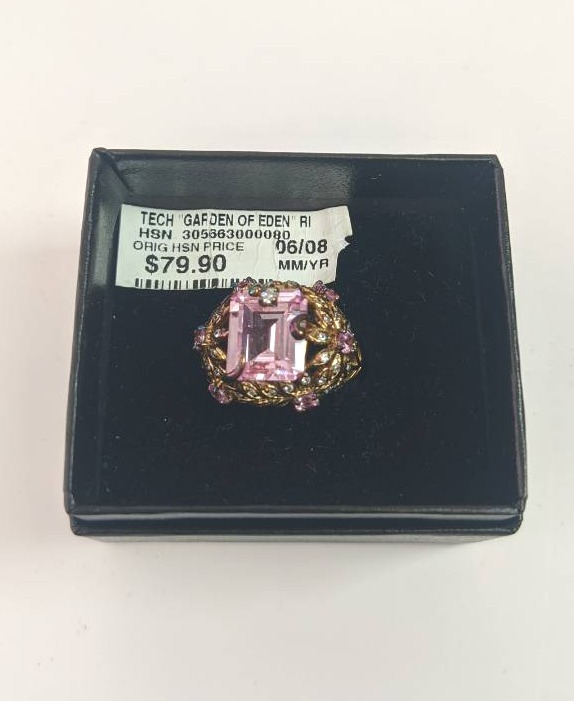 TECH "GARDEN OF EDEN" RI
HSN 305663000080
ORIG HSN PRICE 06/08
$79.90 MM/YR